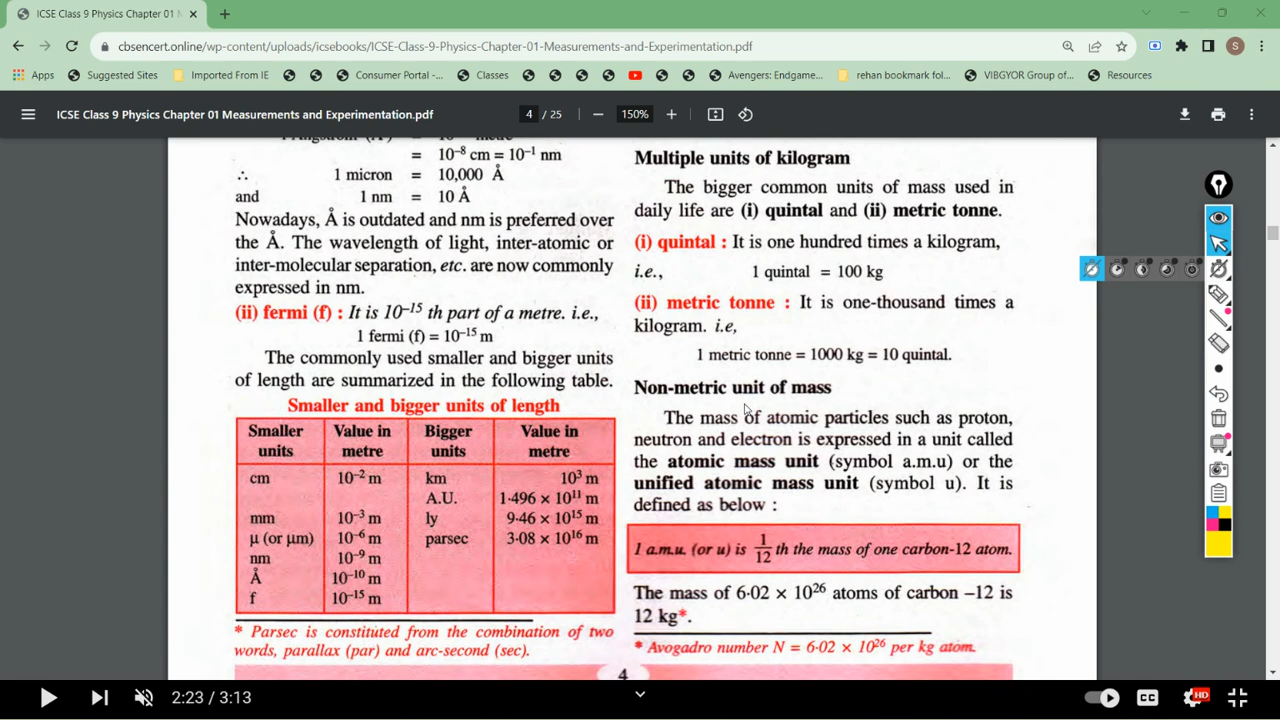 ICSE Class 9 Physics Chapter 01 M
cbsencert.online/wp-content/uploads/icsebooks/ICSE-Class-9-Physics-Chapter-01-Measurements-and-Experimentation.pdf
S
Apps
Suggested Sites
Imported From IE
Consumer Portal -...
Classes
Avengers: Endgame...
rehan bookmark fol...
VIBGYOR Group of...
Resources
ICSE Class 9 Physics Chapter 01 Measurements and Experimentation.pdf
4 / 25
150%
= 10⁻⁸ cm = 10⁻¹ nm
∴ 1 micron = 10,000 Å
and 1 nm = 10 Å
Nowadays, Å is outdated and nm is preferred over
the Å. The wavelength of light, inter-atomic or
inter-molecular separation, etc. are now commonly
expressed in nm.
(ii) fermi (f) : It is 10⁻¹⁵ th part of a metre. i.e.,
1 fermi (f) = 10⁻¹⁵ m
The commonly used smaller and bigger units
of length are summarized in the following table.
Smaller and bigger units of length
Smaller units Value in metre Bigger units Value in metre
cm 10⁻² m km 10³ m
A.U. 1·496 × 10¹¹ m
mm 10⁻³ m ly 9·46 × 10¹⁵ m
μ (or μm) 10⁻⁶ m parsec 3·08 × 10¹⁶ m
nm 10⁻⁹ m
Å 10⁻¹⁰ m
f 10⁻¹⁵ m
* Parsec is constituted from the combination of two
words, parallax (par) and arc-second (sec).
Multiple units of kilogram
The bigger common units of mass used in
daily life are (i) quintal and (ii) metric tonne.
(i) quintal : It is one hundred times a kilogram,
i.e., 1 quintal = 100 kg
(ii) metric tonne : It is one-thousand times a
kilogram. i.e,
1 metric tonne = 1000 kg = 10 quintal.
Non-metric unit of mass
The mass of atomic particles such as proton,
neutron and electron is expressed in a unit called
the atomic mass unit (symbol a.m.u) or the
unified atomic mass unit (symbol u). It is
defined as below :
1 a.m.u. (or u) is 1/12 th the mass of one carbon-12 atom.
The mass of 6·02 × 10²⁶ atoms of carbon –12 is
12 kg*.
* Avogadro number N = 6·02 × 10²⁶ per kg atom.
4
2:23 / 3:13
CC
HD